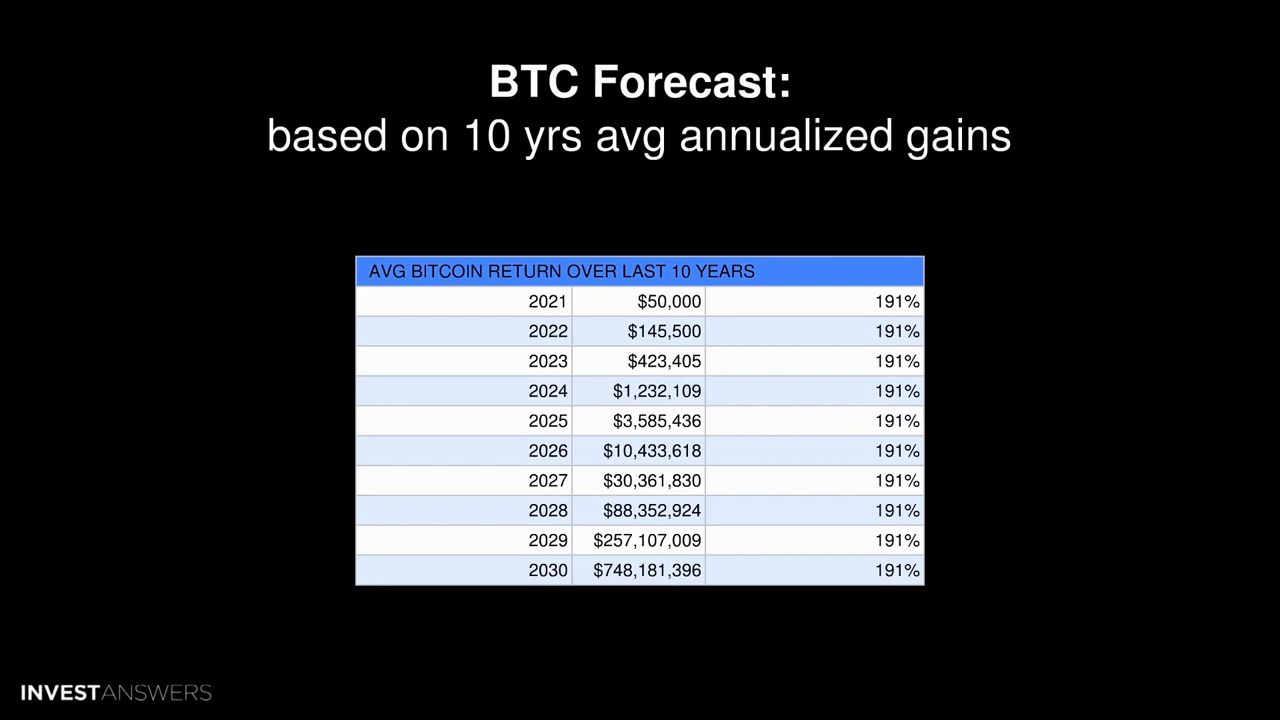 BTC Forecast:
based on 10 yrs avg annualized gains
AVG BITCOIN RETURN OVER LAST 10 YEARS
2021 $50,000 191%
2022 $145,500 191%
2023 $423,405 191%
2024 $1,232,109 191%
2025 $3,585,436 191%
2026 $10,433,618 191%
2027 $30,361,830 191%
2028 $88,352,924 191%
2029 $257,107,009 191%
2030 $748,181,396 191%
INVESTANSWERS